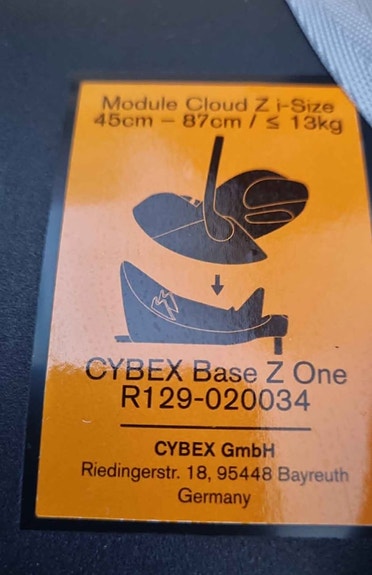 Module Cloud Z i-Size
45cm – 87cm / ≤ 13kg
CYBEX Base Z One
R129-020034
CYBEX GmbH
Riedingerstr. 18, 95448 Bayreuth
Germany